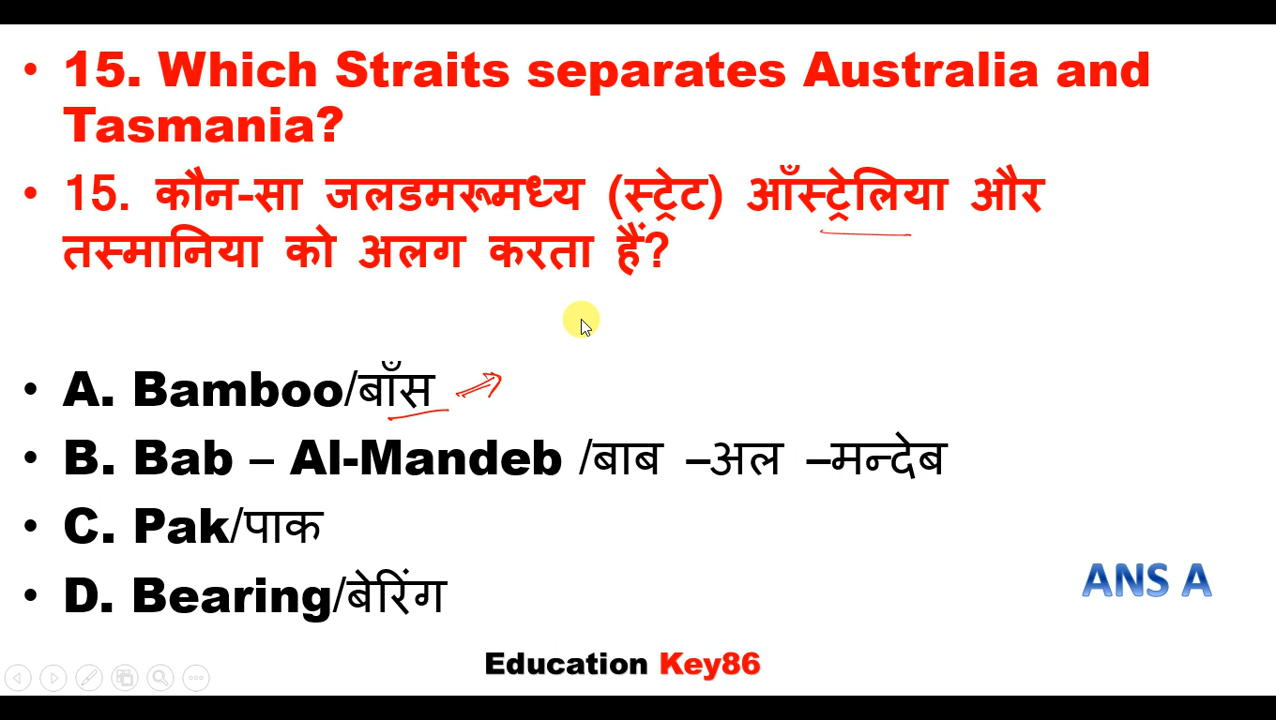 • 15. Which Straits separates Australia and
Tasmania?
• 15. कौन-सा जलडमरूमध्य (स्ट्रेट) ऑंस्ट्रेलिया और
तस्मानिया को अलग करता हैं?
• A. Bamboo/बाँस
• B. Bab – Al-Mandeb /बाब –अल –मन्देब
• C. Pak/पाक
• D. Bearing/बेरिंग
ANS A
Education Key86